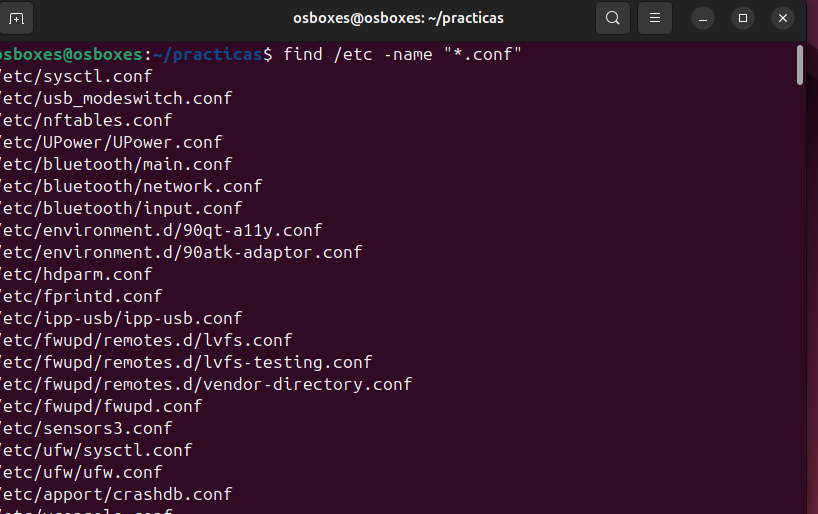 osboxes@osboxes: ~/practicas
osboxes@osboxes:~/practicas$ find /etc -name "*.conf"
/etc/sysctl.conf
/etc/usb_modeswitch.conf
/etc/nftables.conf
/etc/UPower/UPower.conf
/etc/bluetooth/main.conf
/etc/bluetooth/network.conf
/etc/bluetooth/input.conf
/etc/environment.d/90qt-a11y.conf
/etc/environment.d/90atk-adaptor.conf
/etc/hdparm.conf
/etc/fprintd.conf
/etc/ipp-usb/ipp-usb.conf
/etc/fwupd/remotes.d/lvfs.conf
/etc/fwupd/remotes.d/lvfs-testing.conf
/etc/fwupd/remotes.d/vendor-directory.conf
/etc/fwupd/fwupd.conf
/etc/sensors3.conf
/etc/ufw/sysctl.conf
/etc/ufw/ufw.conf
/etc/apport/crashdb.conf